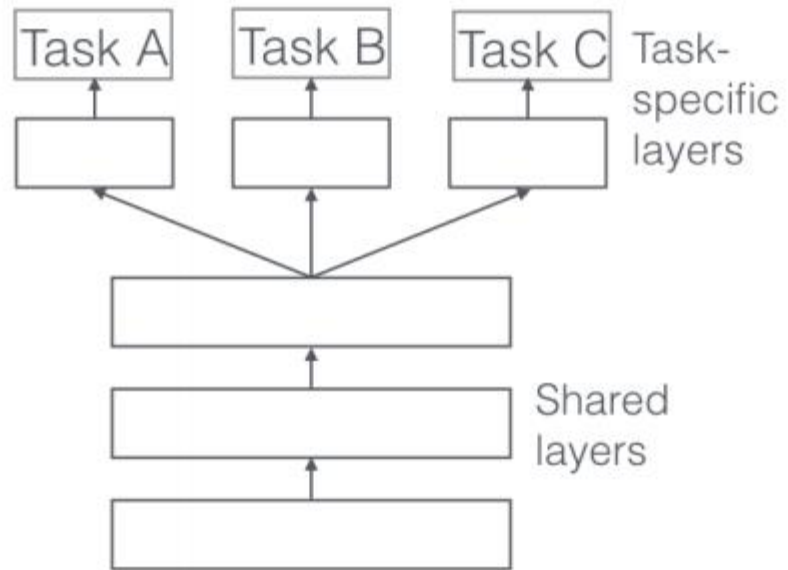 Task A
Task B
Task C
Task-
specific
layers
Shared
layers